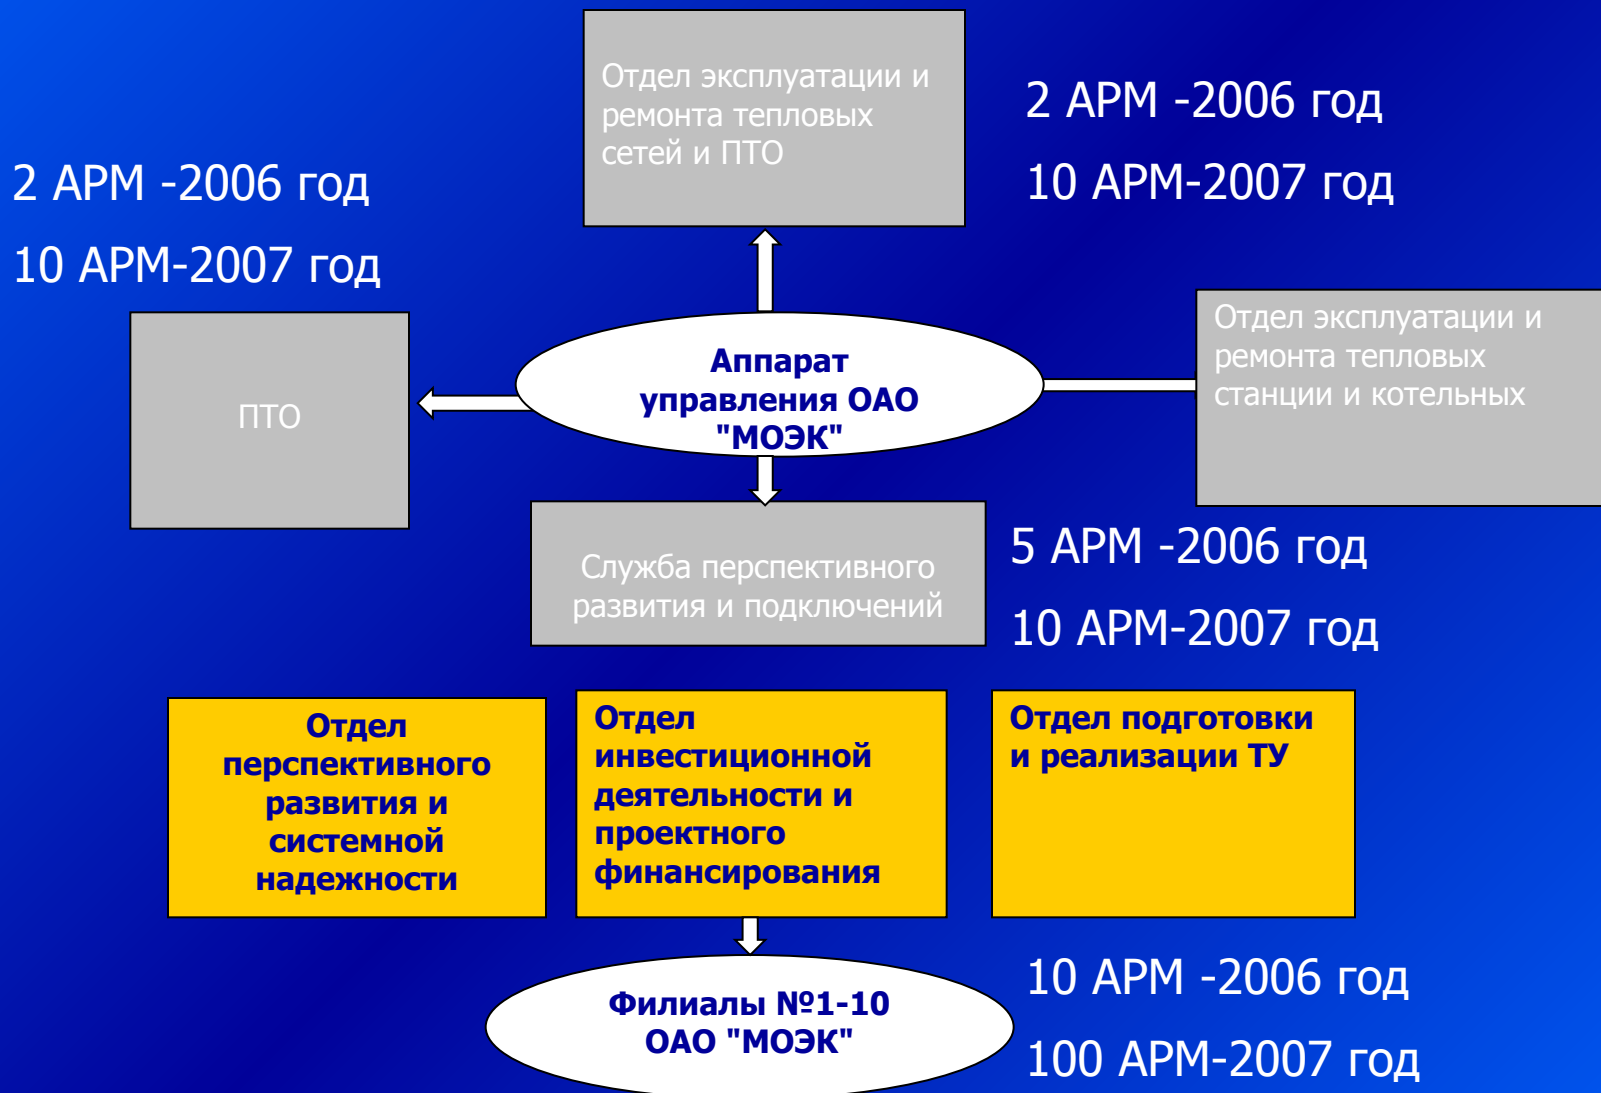 Отдел эксплуатации и
ремонта тепловых
сетей и ПТО
2 АРМ -2006 год
10 АРМ-2007 год
2 АРМ -2006 год
10 АРМ-2007 год
ПТО
Аппарат
управления ОАО
"МОЭК"
Отдел эксплуатации и
ремонта тепловых
станции и котельных
Служба перспективного
развития и подключений
5 АРМ -2006 год
10 АРМ-2007 год
Отдел
перспективного
развития и
системной
надежности
Отдел
инвестиционной
деятельности и
проектного
финансирования
Отдел подготовки
и реализации ТУ
Филиалы №1-10
ОАО "МОЭК"
10 АРМ -2006 год
100 АРМ-2007 год